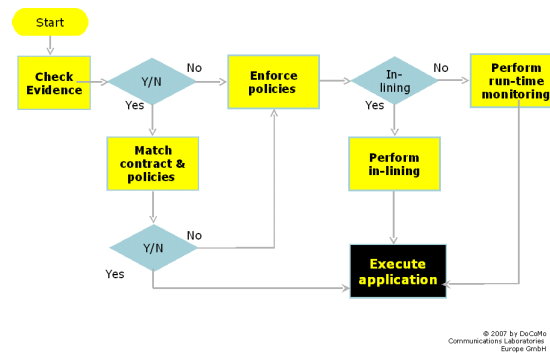 Start
Check
Evidence
Y/N
No
Yes
Enforce
policies
In-
lining
No
Yes
Perform
run-time
monitoring
Match
contract &
policies
Perform
in-lining
Y/N
No
Yes
Execute
application
© 2007 by DoCoMo
Communications Laboratories
Europe GmbH